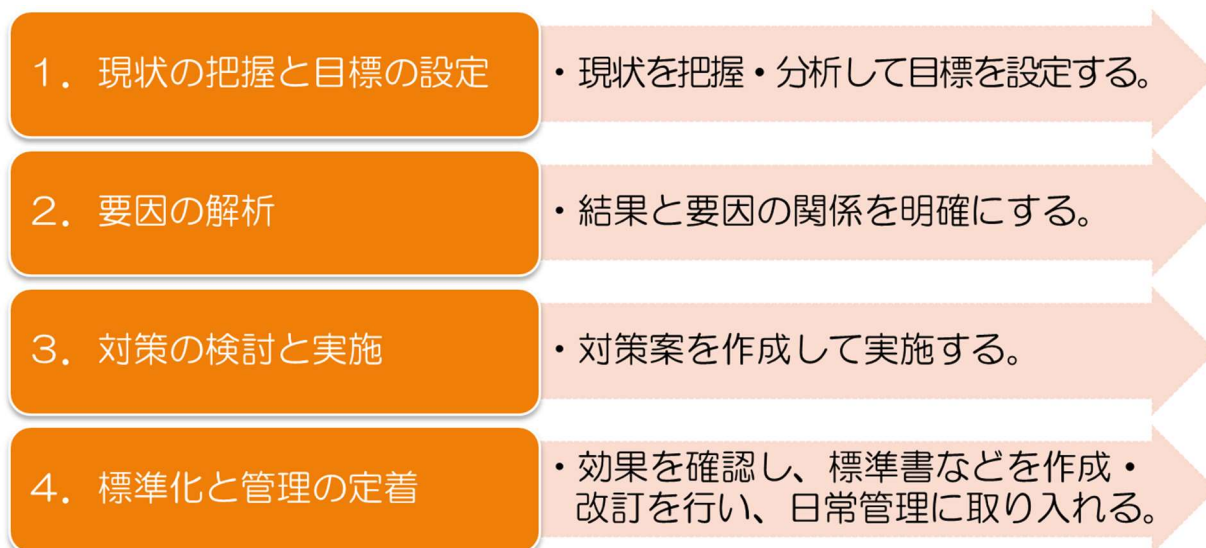 1．現状の把握と目標の設定
・現状を把握・分析して目標を設定する。
2．要因の解析
・結果と要因の関係を明確にする。
3．対策の検討と実施
・対策案を作成して実施する。
4．標準化と管理の定着
・効果を確認し、標準書などを作成・
改訂を行い、日常管理に取り入れる。